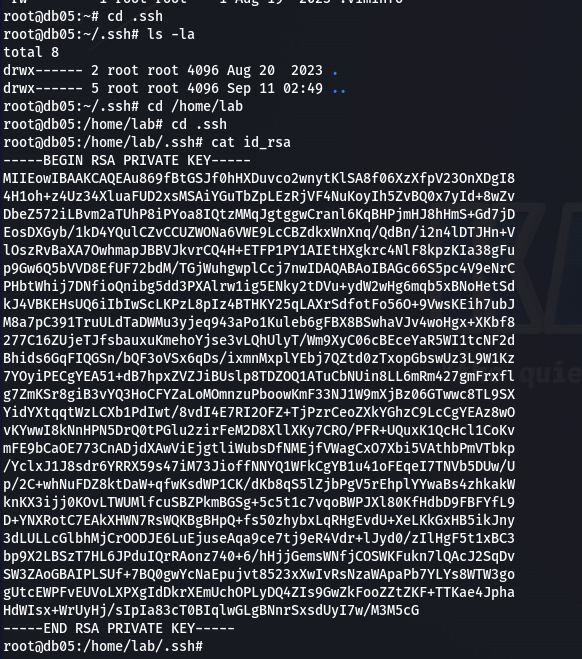 root@db05:~# cd .ssh
root@db05:~/.ssh# ls -la
total 8
drwx------ 2 root root 4096 Aug 20  2023 .
drwx------ 5 root root 4096 Sep 11 02:49 ..
root@db05:~/.ssh# cd /home/lab
root@db05:/home/lab# cd .ssh
root@db05:/home/lab/.ssh# cat id_rsa
-----BEGIN RSA PRIVATE KEY-----
MIIEowIBAAKCAQEAu869fBtGSJf0hHXDuvco2wnytKlSA8f06XzXfpV23OnXDgI8
4H1oh+z4Uz34XluaFUD2xsMSAiYGuTbZpLEzRjVF4NuKoyIh5ZvBQ0x7yId+8wZv
DbeZ572iLBvm2aTUhP8iPYoa8IQtzMMqJgtggwCranl6KqBHPjmHJ8hHmS+Gd7jD
EosDXGyb/1kD4YQulCZvCCUZWONa6VWE9LcCBZdkxWnXnq/QdBn/i2n4lDTJHn+V
lOszRvBaXA7OwhmapJBBVJkvrCQ4H+ETFP1PY1AIEtHXgkrc4NlF8kpzKIa38gFu
p9Gw6Q5bVVD8EfUF72bdM/TGjWuhgwplCcj7nwIDAQABAoIBAGc66S5pc4V9eNrC
PHbtWhij7DNfioQnibg5dd3PXAlrw1ig5ENky2tDVu+ydW2wHg6mqb5xBNoHetSd
kJ4VBKEHsUQ6iIbIwScLKPzL8pIz4BTHKY25qLAXrSdfotFo56O+9VwsKEih7ubJ
M8a7pC391TruULdTaDWMu3yjeq943aPo1Kuleb6gFBX8BSwhaVJv4woHgx+XKbf8
277C16ZUjeTJfsbauxuKmehoYjse3vLQhUlyT/Wm9XyC06cBEceYaR5WI1tcNF2d
Bhids6GqFIQGSn/bQF3oVSx6qDs/ixmnMxplYEbj7QZtd0zTxopGbswUz3L9W1Kz
7YOyiPECgYEA51+dB7hpxZVZJiBUslp8TDZOQ1ATuCbNUin8LL6mRm427gmFrxfl
g7ZmKSr8giB3vYQ3HoCFYZaLoMOmnzuPboowKmF33NJ1W9mXjBz06GTwwc8TL9SX
YidYXtqqtWzLCXb1PdIwt/8vdI4E7RI2OFZ+TjPzrCeoZXkYGhzC9LcCgYEAz8wO
vKYwwI8kNnHPN5DrQ0tPGlu2zirFeM2D8XllXKy7CRO/PFR+UQuxK1QcHcl1CoKv
mFE9bCaOE773CnADjdXAwViEjgtliWubsDfNMEjfVWagCxO7Xbi5VAthbPmVTbkp
/YclxJ1J8sdr6YRRX59s47iM73JioffNNYQ1WFkCgYB1u41oFEqeI7TNVb5DUw/U
p/2C+whNuFDZ8ktDaW+qfwKsdWP1CK/dKb8qS5lZjbPgV5rEhplYYwaBs4zhkakW
knKX3ijj0KOvLTWUMlfcuSBZPkmBGSg+5c5t1c7vqoBWPJXl80KfHdbD9FBFYfL9
D+YNXRotC7EAkXHWN7RsWQKBgBHpQ+fs50zhybxLqRHgEvdU+XeLKkGxHB5ikJny
3dLULLcGlbhMjCrOODJE6LuEjuseAqa9ce7tj9eR4Vdr+lJyd0/zIlHgF5t1xBC3
bp9X2LBSzT7HL6JPduIQrRAonz740+6/hHjjGemsWNfjCOSWKFukn7lQAcJ2SqDv
SW3ZAoGBAIPLSUf+7BQ0gwYcNaEpujvt8523xXwIvRsNzaWApaPb7YLYs8WTW3go
gUtcEWPFvEUVoLXPXgIdDkrXEmUchOPLyDQ4ZIs9GwZkFooZZtZKF+TTKae4Jpha
HdWIsx+WrUyHj/sIpIa83cT0BIqlwGLgBNnrSxsdUyI7w/M3M5cG
-----END RSA PRIVATE KEY-----
root@db05:/home/lab/.ssh#